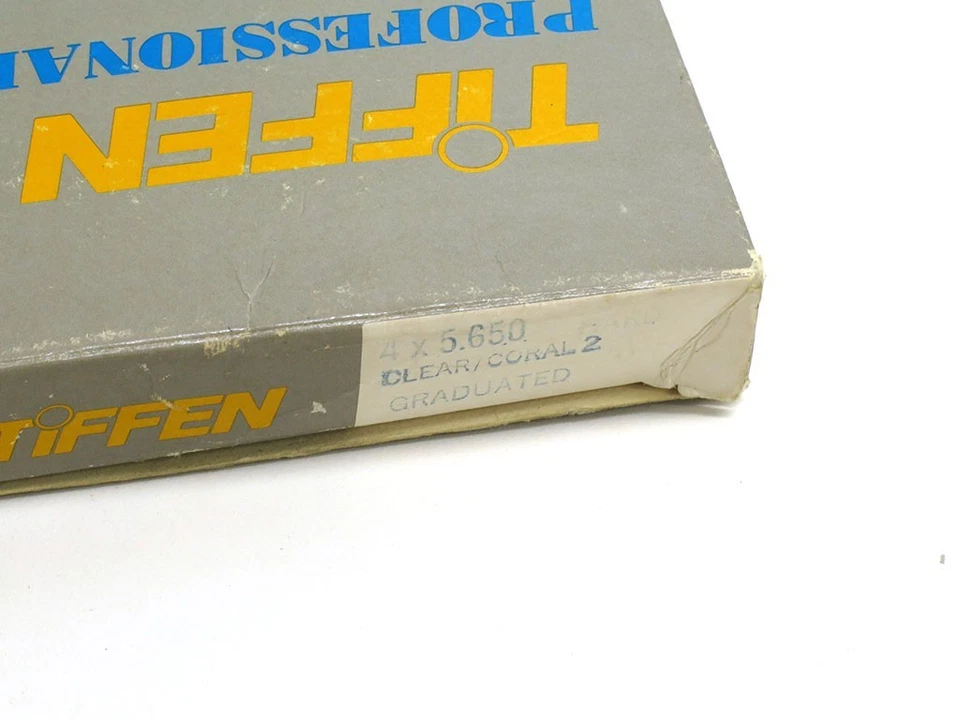 PROFESSIONAL
TIFFEN
TIFFEN
4 x 5.650
CLEAR/CORAL 2
GRADUATED